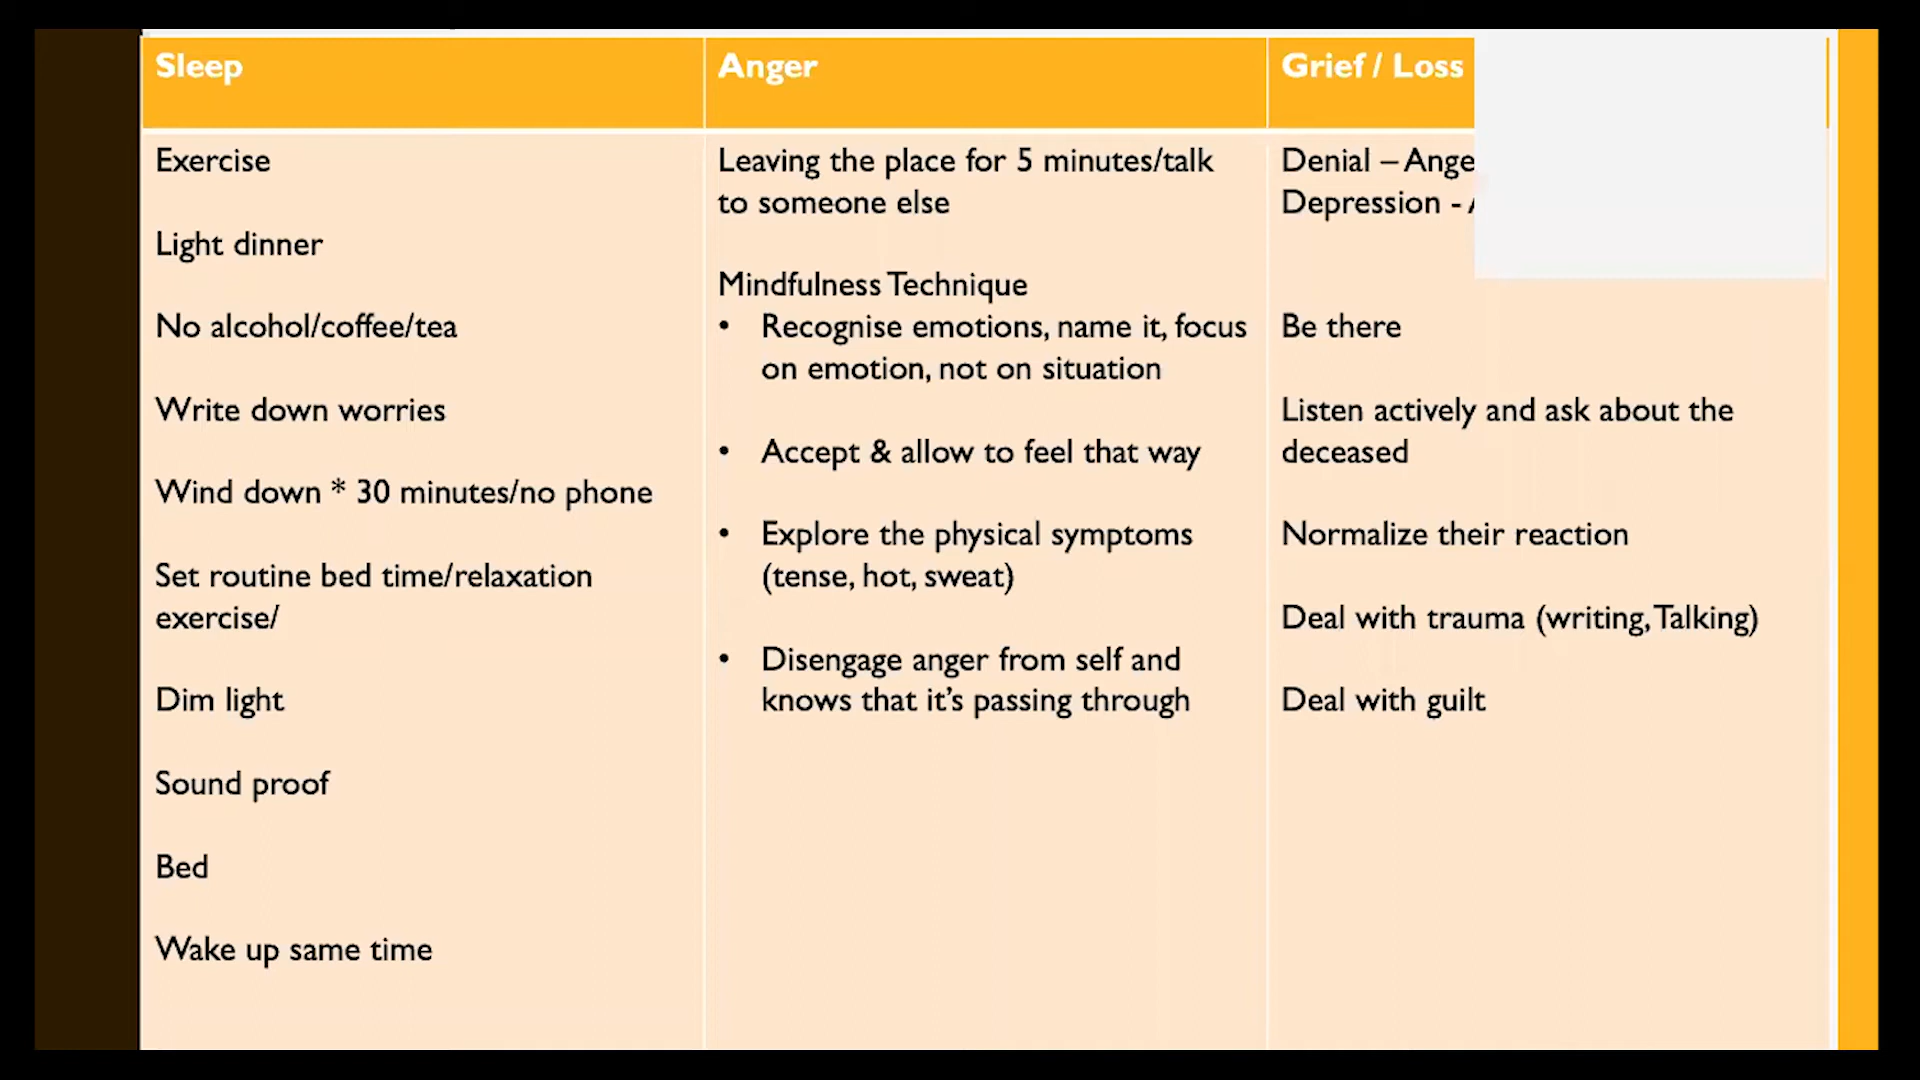 Sleep
Exercise
Light dinner
No alcohol/coffee/tea
Write down worries
Wind down * 30 minutes/no phone
Set routine bed time/relaxation
exercise/
Dim light
Sound proof
Bed
Wake up same time
Anger
Leaving the place for 5 minutes/talk
to someone else
Mindfulness Technique
• Recognise emotions, name it, focus
on emotion, not on situation
• Accept & allow to feel that way
• Explore the physical symptoms
(tense, hot, sweat)
• Disengage anger from self and
knows that it's passing through
Grief / Loss
Denial – Ange
Depression -
Be there
Listen actively and ask about the
deceased
Normalize their reaction
Deal with trauma (writing, Talking)
Deal with guilt